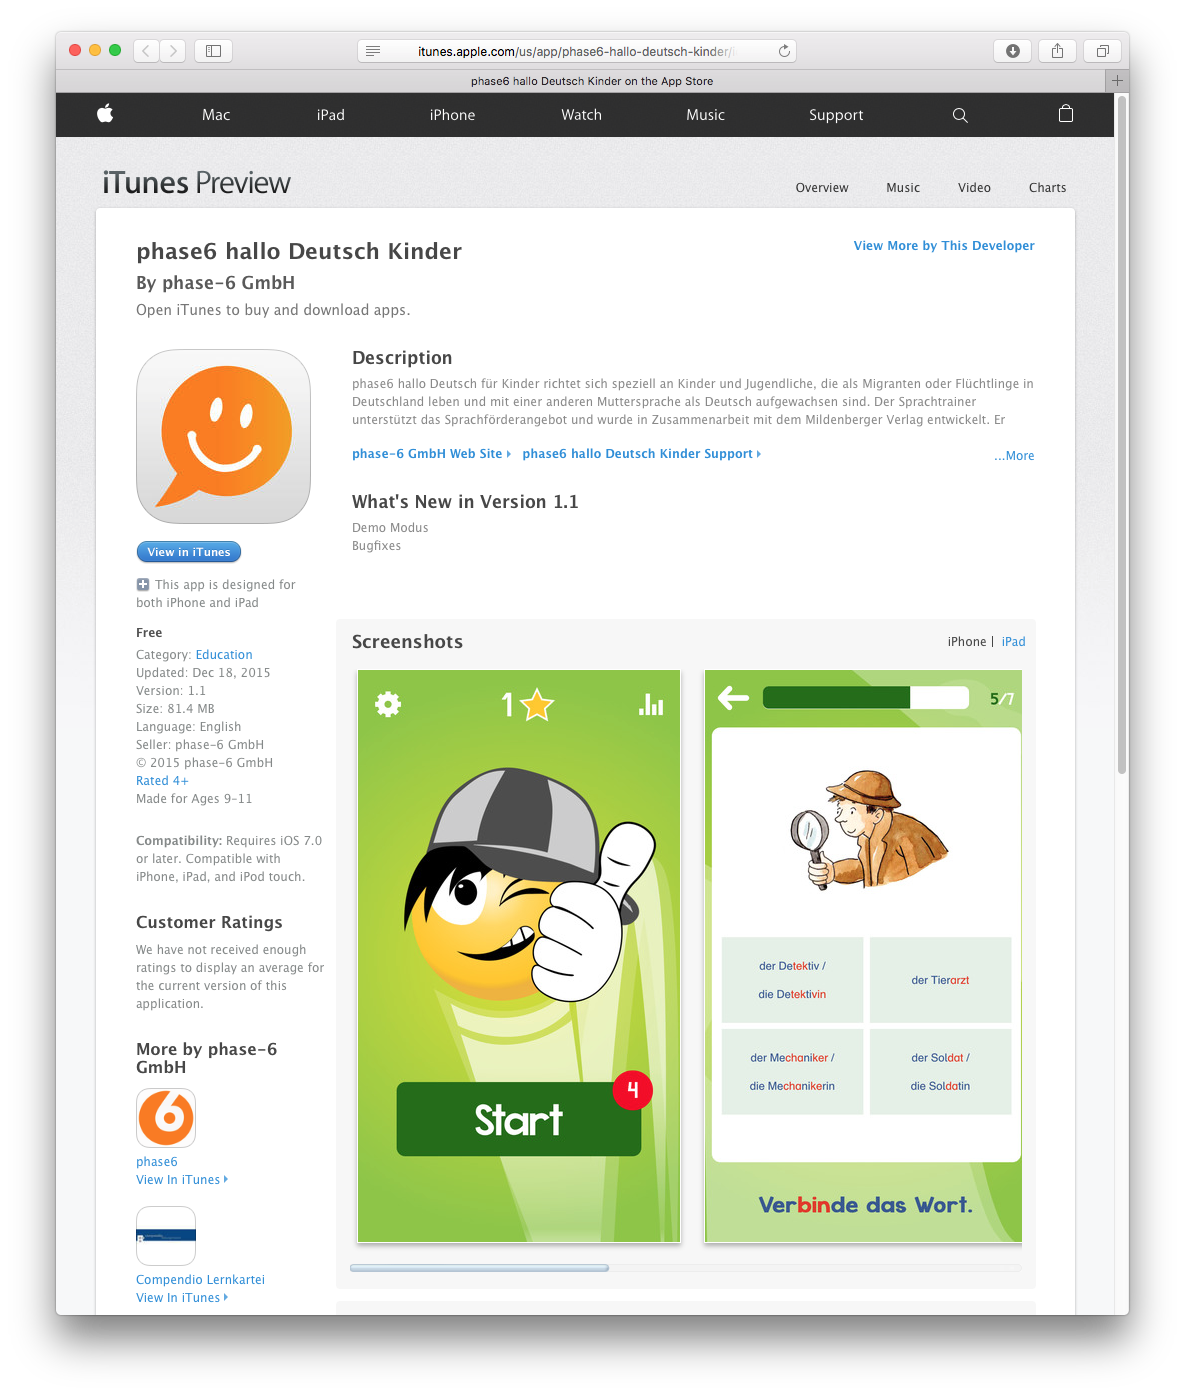 itunes.apple.com/us/app/phase6-hallo-deutsch-kinder/
phase6 hallo Deutsch Kinder on the App Store
Mac iPad iPhone Watch Music Support
iTunes Preview
Overview Music Video Charts
phase6 hallo Deutsch Kinder
View More by This Developer
By phase-6 GmbH
Open iTunes to buy and download apps.
Description
phase6 hallo Deutsch für Kinder richtet sich speziell an Kinder und Jugendliche, die als Migranten oder Flüchtlinge in
Deutschland leben und mit einer anderen Muttersprache als Deutsch aufgewachsen sind. Der Sprachtrainer
unterstützt das Sprachförderangebot und wurde in Zusammenarbeit mit dem Mildenberger Verlag entwickelt. Er
phase-6 GmbH Web Site phase6 hallo Deutsch Kinder Support ...More
What's New in Version 1.1
Demo Modus
Bugfixes
View in iTunes
This app is designed for
both iPhone and iPad
Free
Category: Education
Updated: Dec 18, 2015
Version: 1.1
Size: 81.4 MB
Language: English
Seller: phase-6 GmbH
© 2015 phase-6 GmbH
Rated 4+
Made for Ages 9-11
Compatibility: Requires iOS 7.0
or later. Compatible with
iPhone, iPad, and iPod touch.
Customer Ratings
We have not received enough
ratings to display an average for
the current version of this
application.
More by phase-6
GmbH
6
phase6
View In iTunes
Compendio Lernkartei
View In iTunes
Screenshots
iPhone | iPad
1
4
Start
5/7
der Detektiv /
die Detektivin
der Tierarzt
der Mechaniker /
die Mechanikerin
der Soldat /
die Soldatin
Verbinde das Wort.